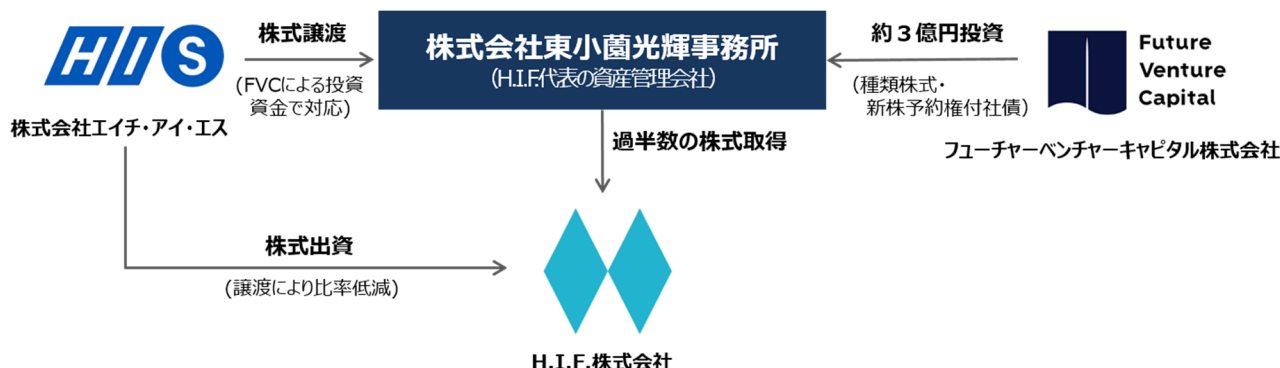 HIS
株式会社エイチ・アイ・エス
株式譲渡
(FVCによる投資
資金で対応)
株式会社東小薗光輝事務所
(H.I.F.代表の資産管理会社)
約３億円投資
(種類株式・
新株予約権付社債)
Future
Venture
Capital
フューチャーベンチャーキャピタル株式会社
過半数の株式取得
株式出資
(譲渡により比率低減)
H.I.F.株式会社